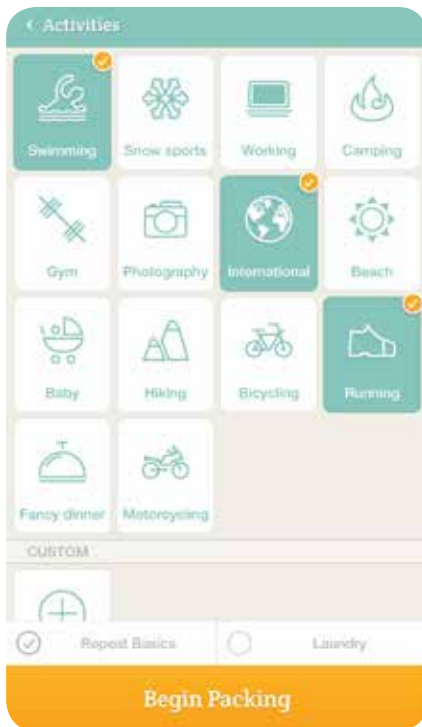 Activities
Swimming Snow sports Working Camping
Gym Photography International Beach
Baby Hiking Bicycling Running
Fancy dinner Motorcycling
CUSTOM
Repeat Basics Laundry
Begin Packing